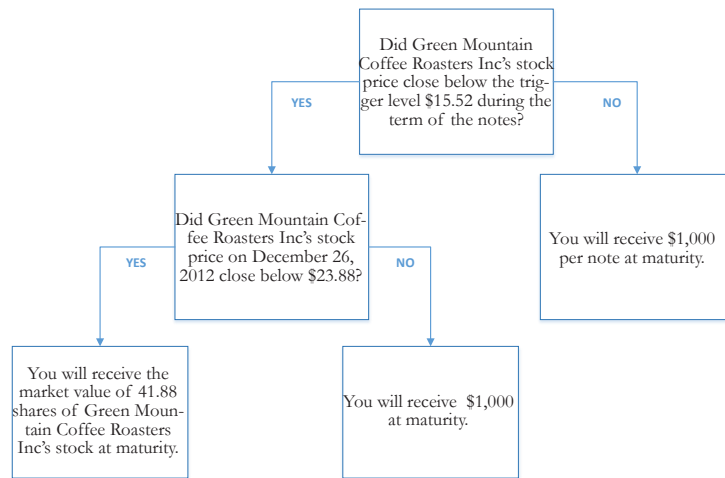 Did Green Mountain
Coffee Roasters Inc's stock
price close below the trig-
ger level $15.52 during the
term of the notes?
YES
NO
Did Green Mountain Cof-
fee Roasters Inc's stock
price on December 26,
2012 close below $23.88?
You will receive $1,000
per note at maturity.
YES
NO
You will receive the
market value of 41.88
shares of Green Moun-
tain Coffee Roasters
Inc's stock at maturity.
You will receive $1,000
at maturity.